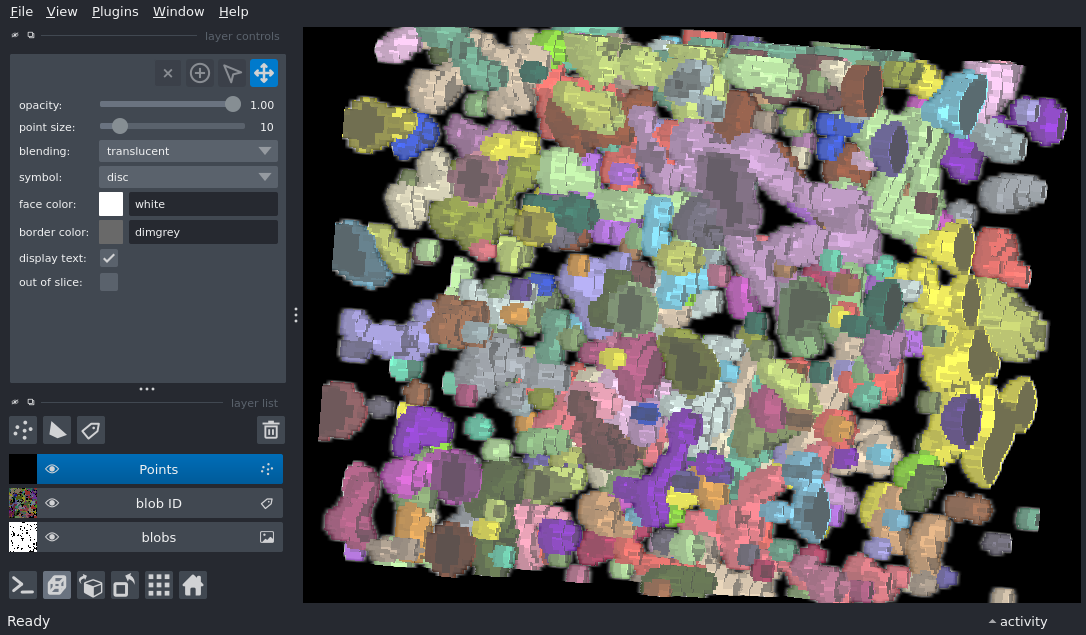 File View Plugins Window Help
layer controls
opacity: 1.00
point size: 10
blending: translucent
symbol: disc
face color: white
border color: dimgrey
display text:
out of slice:
layer list
Points
blob ID
blobs
Ready activity